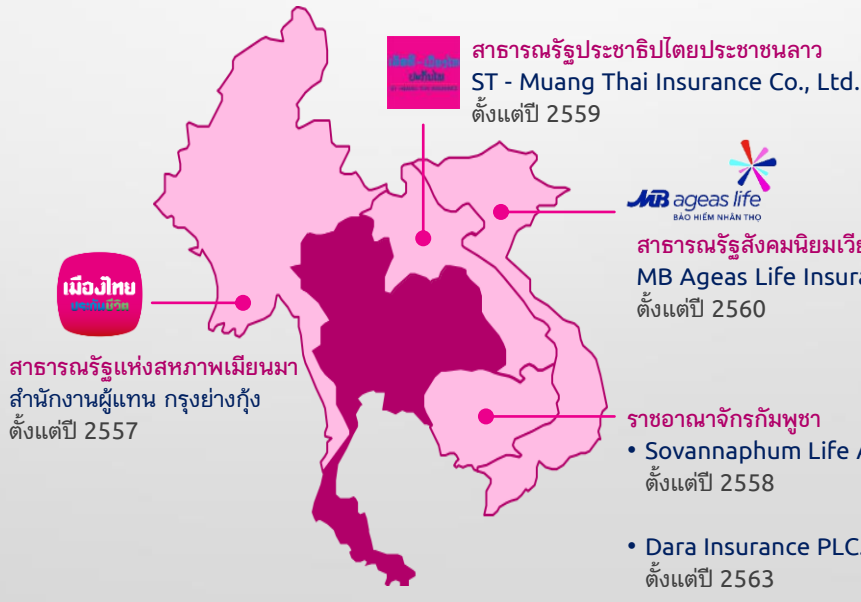 สาธารณรัฐประชาธิปไตยประชาชนลาว
ST - Muang Thai Insurance Co., Ltd.
ตั้งแต่ปี 2559
MB ageas life
BẢO HIỂM NHÂN THỌ
สาธารณรัฐสังคมนิยมเวีย
MB Ageas Life Insura
ตั้งแต่ปี 2560
เมืองไทย
ประกันชีวิต
สาธารณรัฐแห่งสหภาพเมียนมา
สำนักงานผู้แทน กรุงย่างกุ้ง
ตั้งแต่ปี 2557
ราชอาณาจักรกัมพูชา
• Sovannaphum Life A
ตั้งแต่ปี 2558
• Dara Insurance PLC.
ตั้งแต่ปี 2563